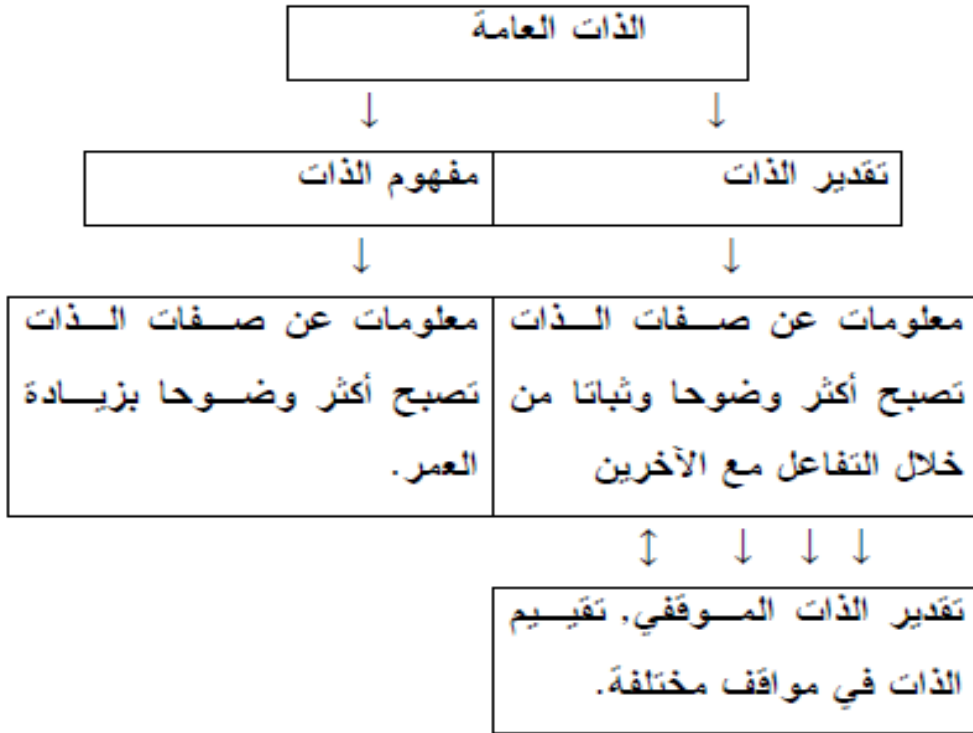 الذات العامة
↓ ↓
تقدير الذات
مفهوم الذات
↓ ↓
معلومات عن صفات الذات
تصبح أكثر وضوحا وثباتا من
خلال التفاعل مع الآخرين
معلومات عن صفات الذات
تصبح أكثر وضوحا بزيادة
العمر.
↓ ↓ ↓ ↕
تقدير الذات الموقفي, تقييم
الذات في مواقف مختلفة.